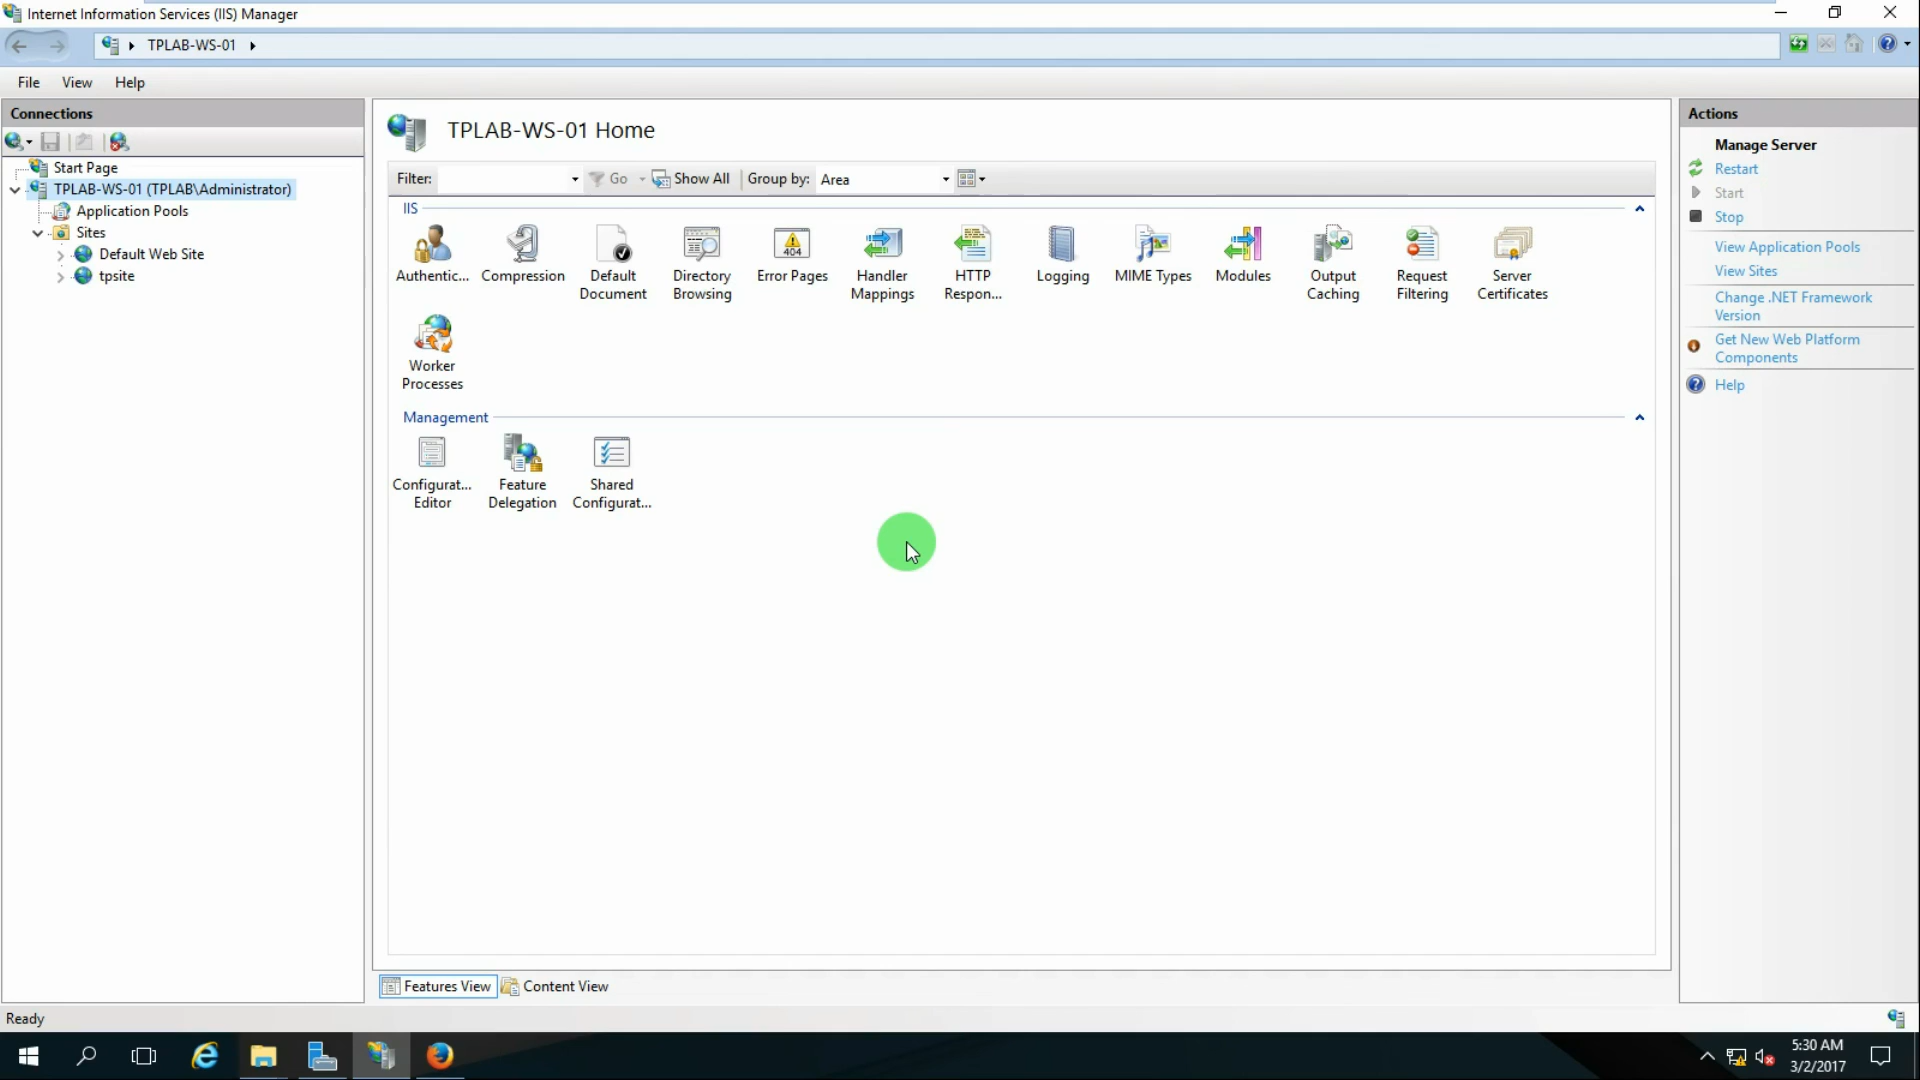 Internet Information Services (IIS) Manager
TPLAB-WS-01
File View Help
Connections
Start Page
TPLAB-WS-01 (TPLAB\Administrator)
Application Pools
Sites
Default Web Site
tpsite
TPLAB-WS-01 Home
Filter: Go Show All Group by: Area
IIS
Authentic...
Compression
Default
Document
Directory
Browsing
404
Error Pages
Handler
Mappings
HTTP
Respon...
Logging
MIME Types
Modules
Output
Caching
Request
Filtering
Server
Certificates
Worker
Processes
Management
Configurat...
Editor
Feature
Delegation
Shared
Configurat...
Features View
Content View
Actions
Manage Server
Restart
Start
Stop
View Application Pools
View Sites
Change .NET Framework
Version
Get New Web Platform
Components
Help
Ready
5:30 AM
3/2/2017